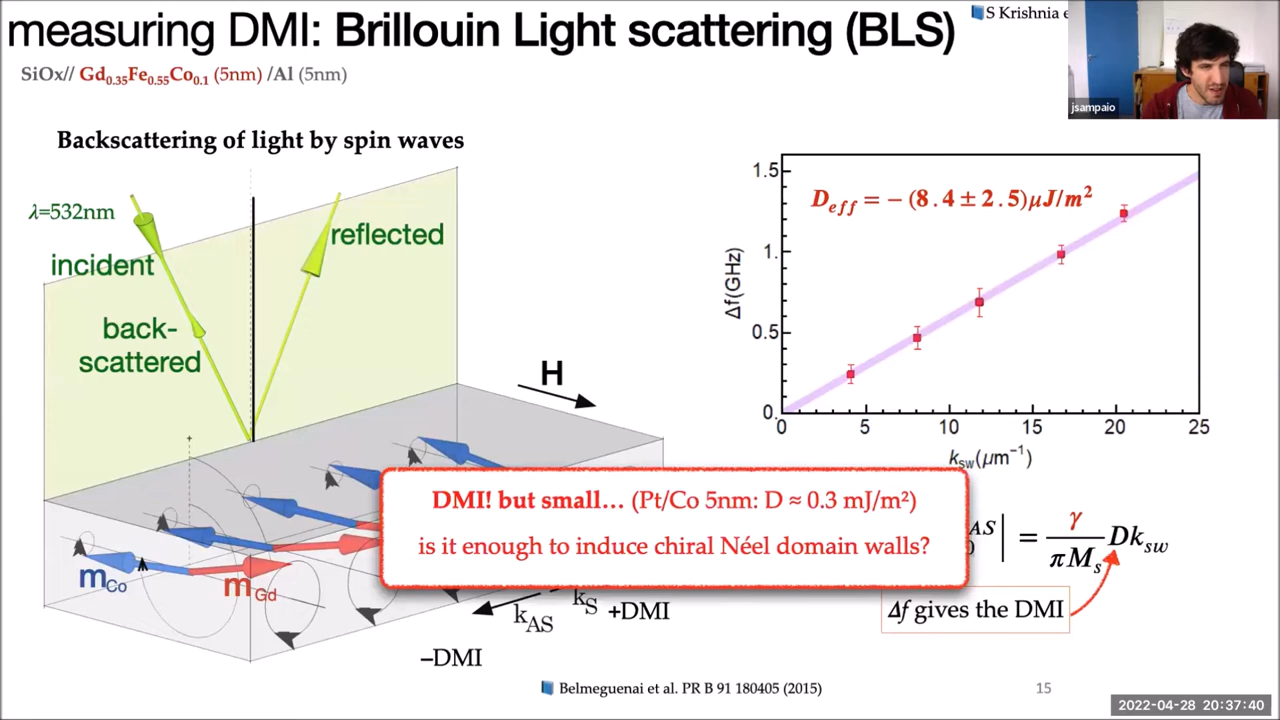 measuring DMI: Brillouin Light scattering (BLS)
S Krishnia e
SiOx// Gd0.35Fe0.55Co0.1 (5nm) /Al (5nm)
jsampaio
Backscattering of light by spin waves
λ=532nm
incident
reflected
back-
scattered
H
mCo
mGd
kAS
kS
+DMI
−DMI
Δf(GHz)
1.5
1.
0.5
0.
Deff = − (8.4 ± 2.5)μJ/m²
0
5
10
15
20
25
ksw(μm⁻¹)
DMI! but small… (Pt/Co 5nm: D ≈ 0.3 mJ/m²)
is it enough to induce chiral Néel domain walls?
AS
0
| = γ / πMs Dksw
Δf gives the DMI
Belmeguenai et al. PR B 91 180405 (2015)
15
2022-04-28 20:37:40